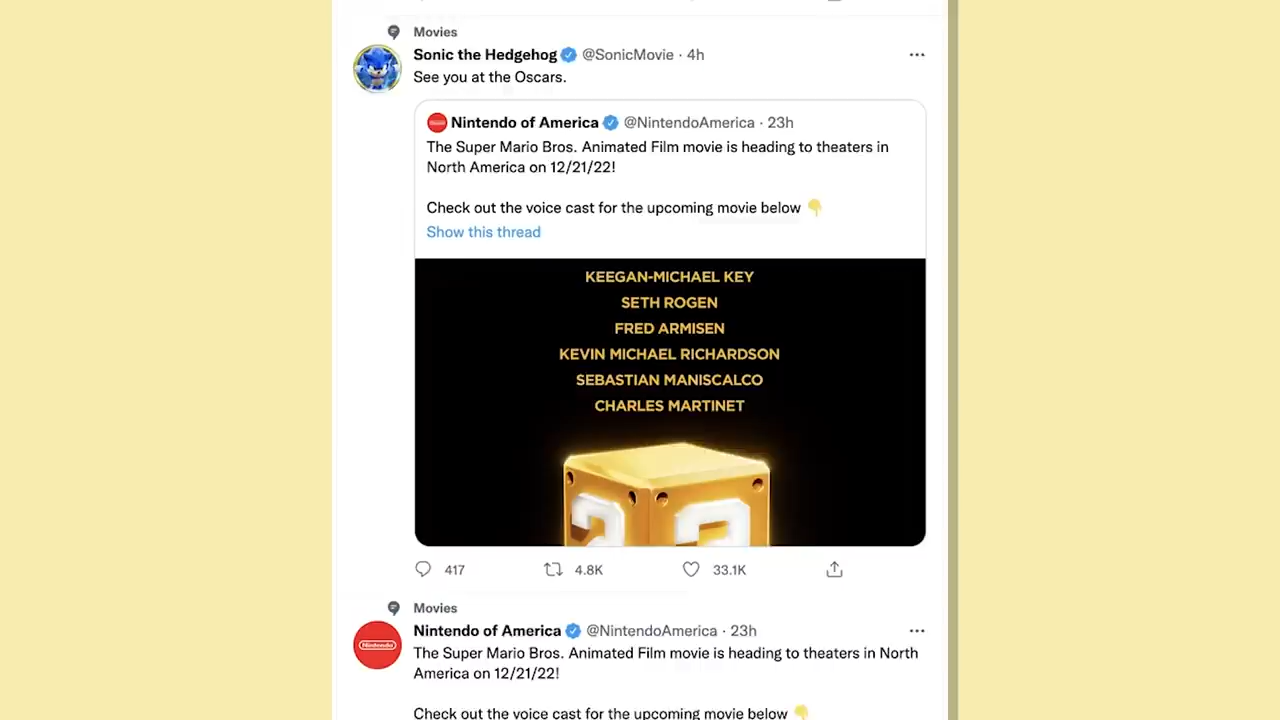 Movies
Sonic the Hedgehog @SonicMovie · 4h
See you at the Oscars.
Nintendo of America @NintendoAmerica · 23h
The Super Mario Bros. Animated Film movie is heading to theaters in
North America on 12/21/22!
Check out the voice cast for the upcoming movie below 👇
Show this thread
KEEGAN-MICHAEL KEY
SETH ROGEN
FRED ARMISEN
KEVIN MICHAEL RICHARDSON
SEBASTIAN MANISCALCO
CHARLES MARTINET
? ?
417 4.8K 33.1K
Movies
Nintendo
Nintendo of America @NintendoAmerica · 23h
The Super Mario Bros. Animated Film movie is heading to theaters in North
America on 12/21/22!
Check out the voice cast for the upcoming movie below 👇